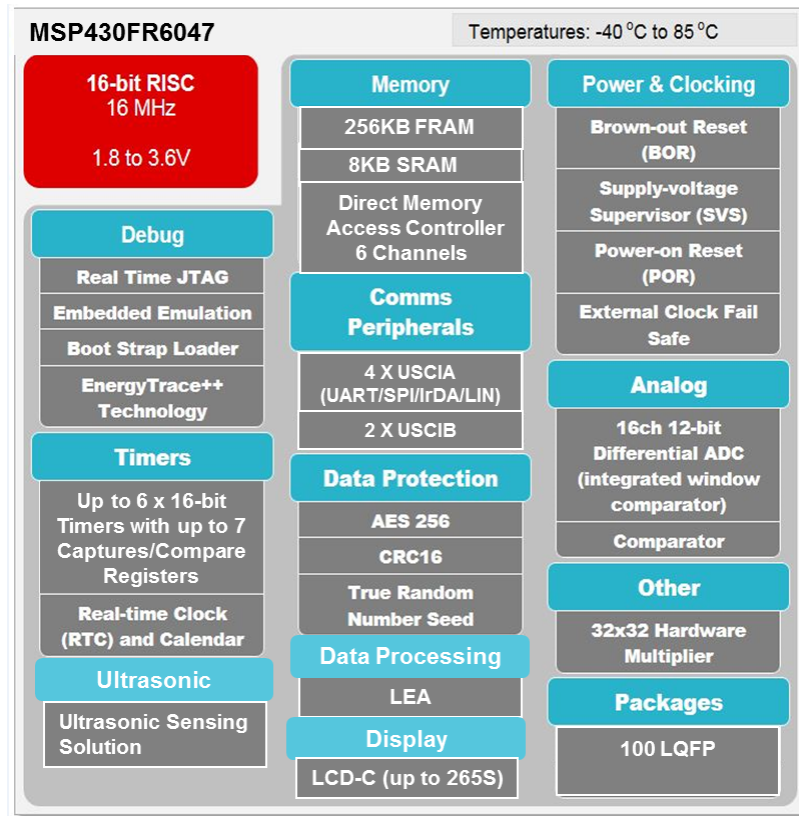 MSP430FR6047
Temperatures: -40 °C to 85 °C
16-bit RISC
16 MHz
1.8 to 3.6V
Debug
Real Time JTAG
Embedded Emulation
Boot Strap Loader
EnergyTrace++
Technology
Timers
Up to 6 x 16-bit
Timers with up to 7
Captures/Compare
Registers
Real-time Clock
(RTC) and Calendar
Ultrasonic
Ultrasonic Sensing
Solution
Memory
256KB FRAM
8KB SRAM
Direct Memory
Access Controller
6 Channels
Comms
Peripherals
4 X USCIA
(UART/SPI/IrDA/LIN)
2 X USCIB
Data Protection
AES 256
CRC16
True Random
Number Seed
Data Processing
LEA
Display
LCD-C (up to 265S)
Power & Clocking
Brown-out Reset
(BOR)
Supply-voltage
Supervisor (SVS)
Power-on Reset
(POR)
External Clock Fail
Safe
Analog
16ch 12-bit
Differential ADC
(integrated window
comparator)
Comparator
Other
32x32 Hardware
Multiplier
Packages
100 LQFP